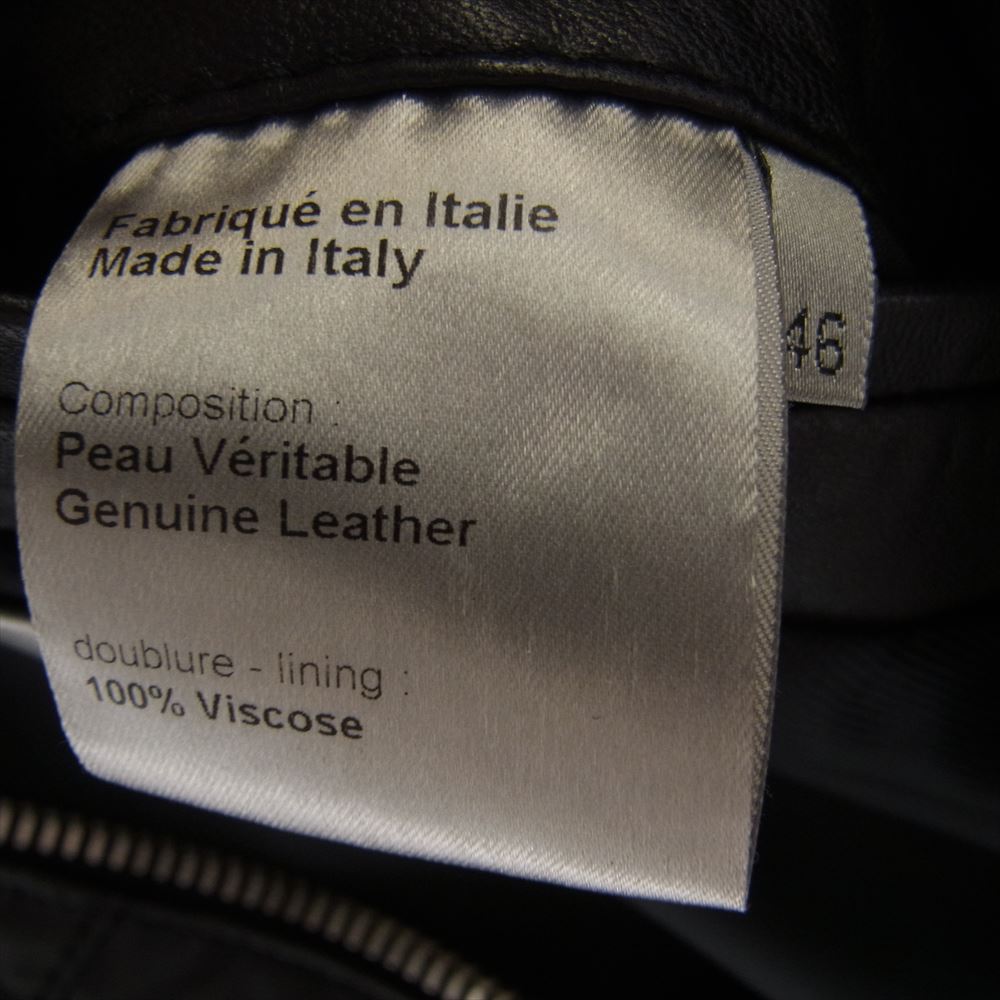 Fabriqué en Italie
Made in Italy
46
Composition :
Peau Véritable
Genuine Leather
doublure - lining :
100% Viscose